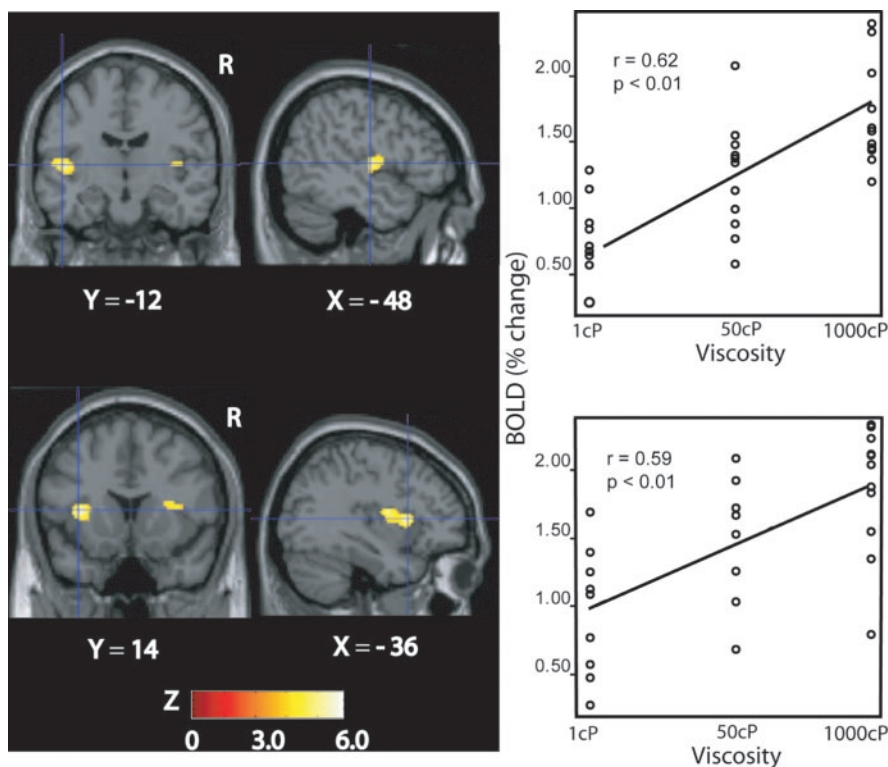 R
Y = -12
X = - 48
R
Y = 14
X = - 36
Z
0
3.0
6.0
BOLD (% change)
2.00
1.50
1.00
0.50
r = 0.62
p < 0.01
1cP
50cP
1000cP
Viscosity
2.00
1.50
1.00
0.50
r = 0.59
p < 0.01
1cP
50cP
1000cP
Viscosity